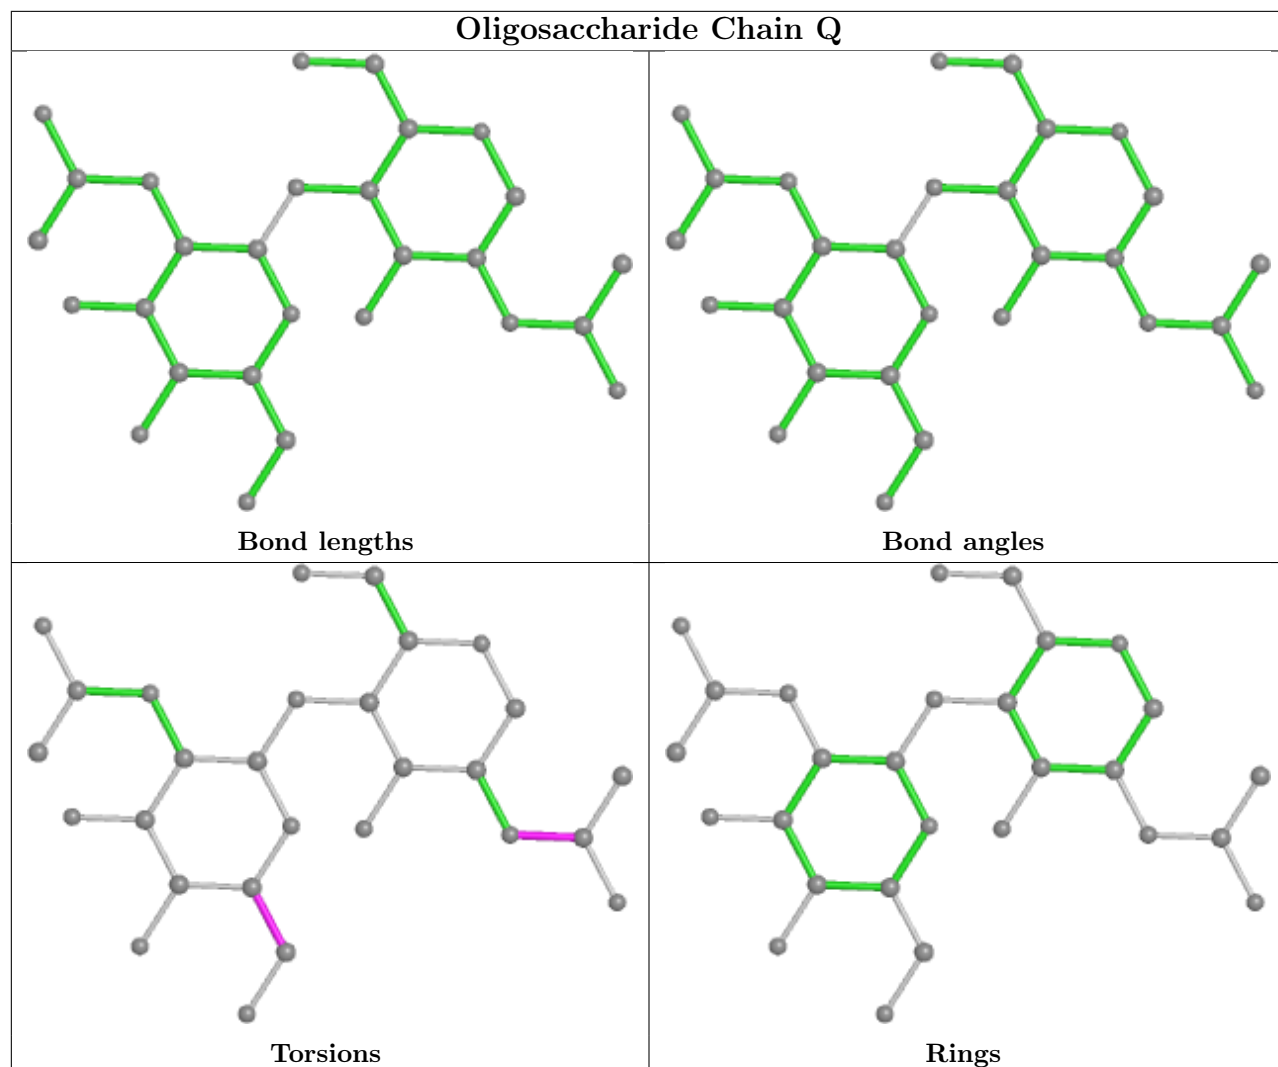 Oligosaccharide Chain Q
Bond lengths
Bond angles
Torsions
Rings